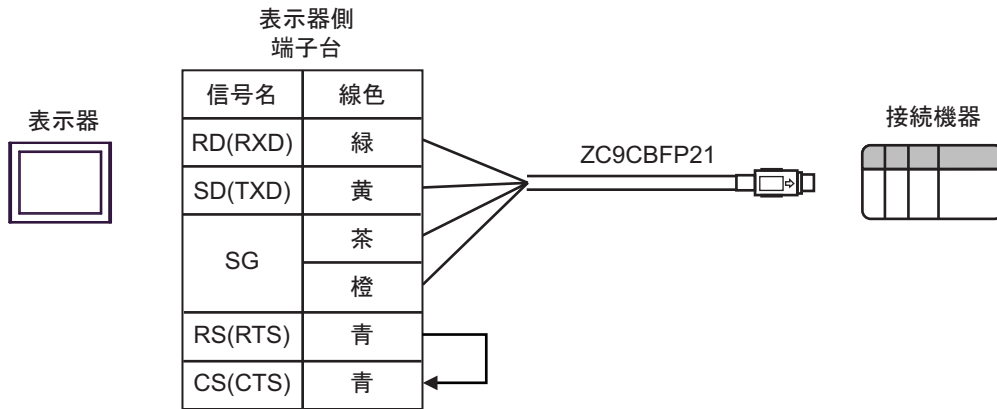 表示器側
端子台
信号名 線色
表示器
接続機器
RD(RXD) 緑
ZC9CBFP21
SD(TXD) 黄
SG 茶
橙
RS(RTS) 青
CS(CTS) 青